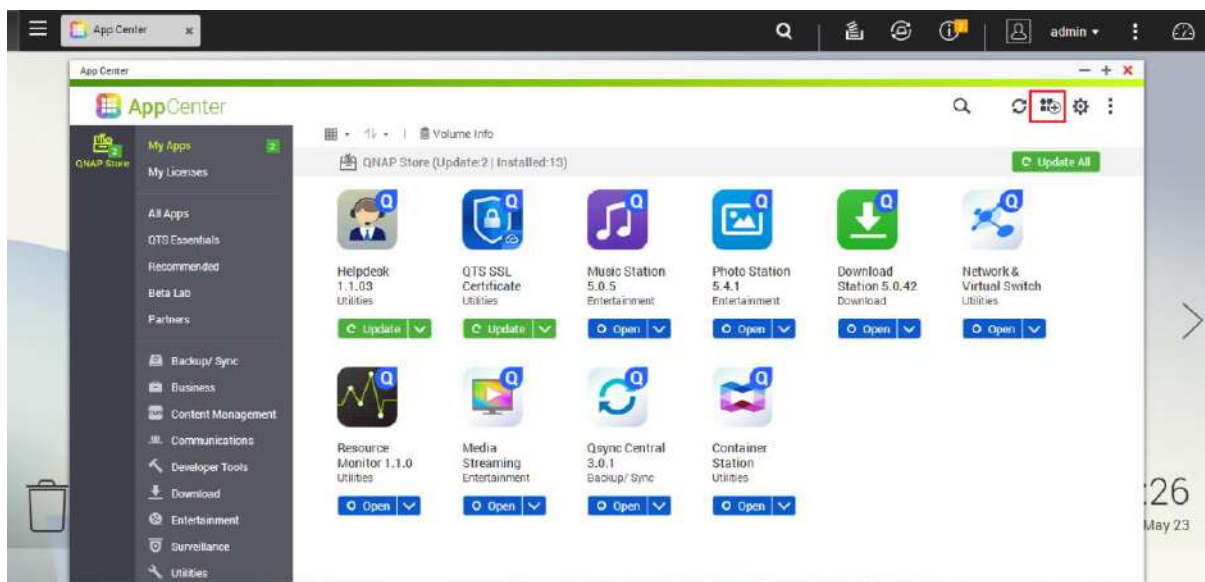 App Center
admin
App Center
AppCenter
QNAP Store
2
My Apps
2
My Licenses
All Apps
QTS Essentials
Recommended
Beta Lab
Partners
Backup/ Sync
Business
Content Management
Communications
Developer Tools
Download
Entertainment
Surveillance
Utilities
Volume Info
QNAP Store (Update:2 | Installed:13)
Update All
Helpdesk
1.1.03
Utilities
Update
QTS SSL
Certificate
Utilities
Update
Music Station
5.0.5
Entertainment
Open
Photo Station
5.4.1
Entertainment
Open
Download
Station 5.0.42
Download
Open
Network &
Virtual Switch
Utilities
Open
Resource
Monitor 1.1.0
Utilities
Open
Media
Streaming
Entertainment
Open
Qsync Central
3.0.1
Backup/ Sync
Open
Container
Station
Utilities
Open
:26
May 23